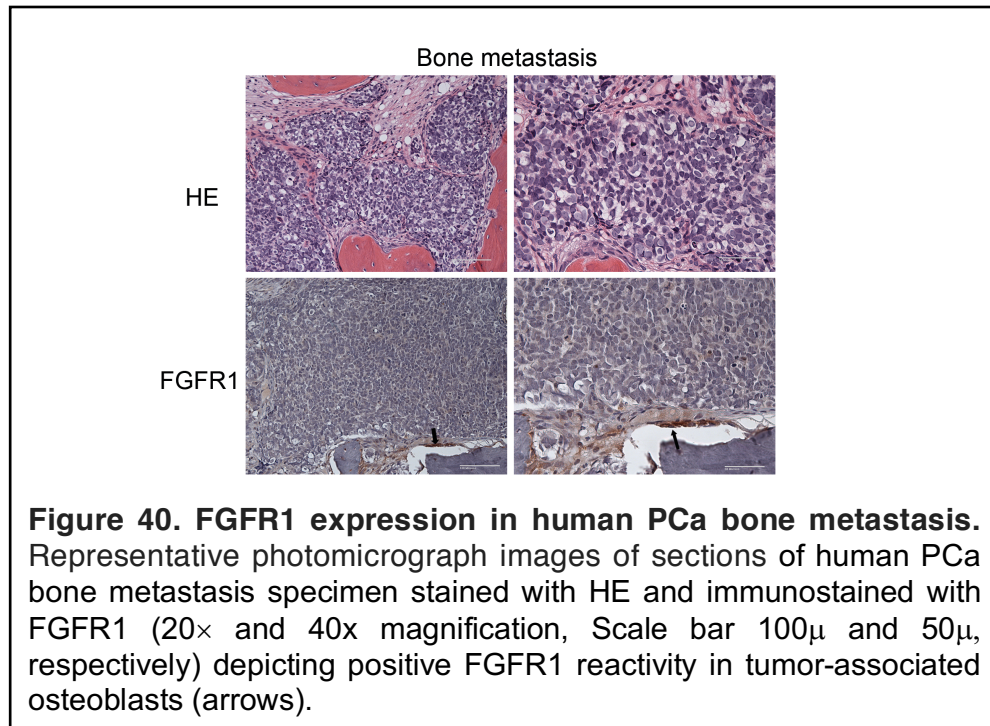 Bone metastasis
HE
FGFR1
Figure 40. FGFR1 expression in human PCa bone metastasis.
Representative photomicrograph images of sections of human PCa
bone metastasis specimen stained with HE and immunostained with
FGFR1 (20× and 40x magnification, Scale bar 100μ and 50μ,
respectively) depicting positive FGFR1 reactivity in tumor-associated
osteoblasts (arrows).